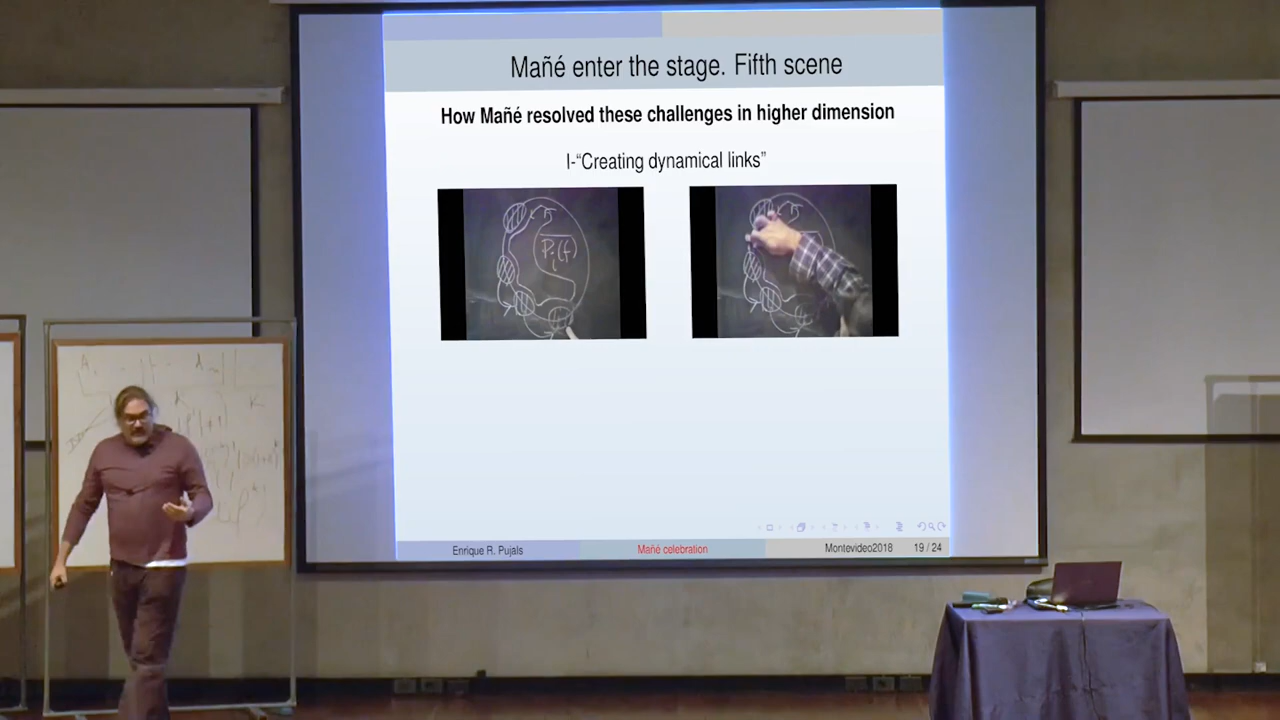 Mañé enter the stage. Fifth scene
How Mañé resolved these challenges in higher dimension
I-“Creating dynamical links”
P_i(f)
Enrique R. Pujals
Mañé celebration
Montevideo2018
19 / 24
K
K